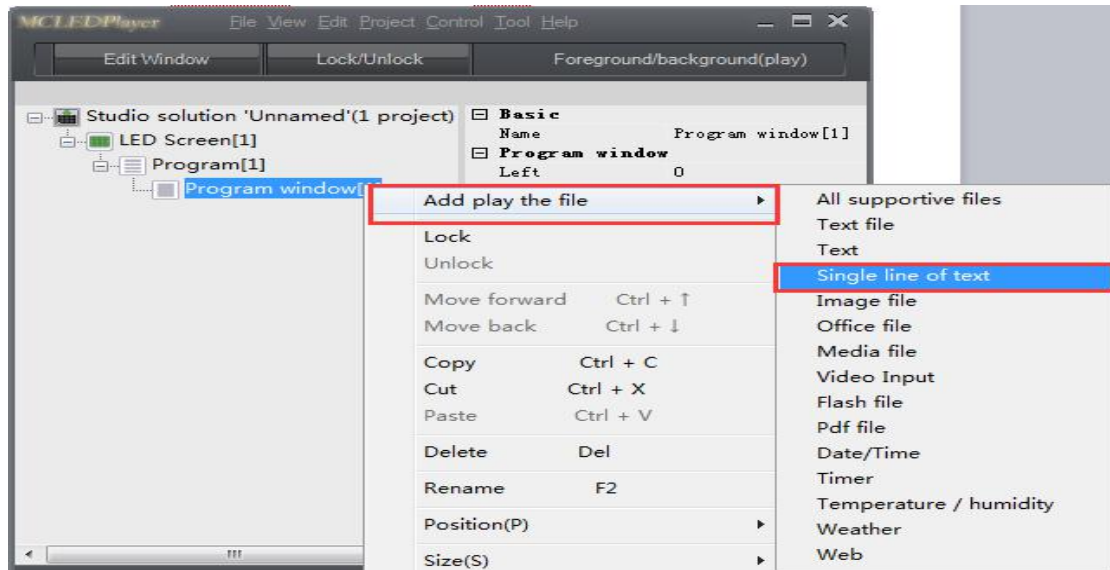 MCLEDPlayer File View Edit Project Control Tool Help
Edit Window Lock/Unlock Foreground/background(play)
Studio solution 'Unnamed'(1 project)
LED Screen[1]
Program[1]
Program window[1]
Basic
Name Program window[1]
Program window
Left 0
Add play the file
Lock
Unlock
Move forward Ctrl + ↑
Move back Ctrl + ↓
Copy Ctrl + C
Cut Ctrl + X
Paste Ctrl + V
Delete Del
Rename F2
Position(P)
Size(S)
All supportive files
Text file
Text
Single line of text
Image file
Office file
Media file
Video Input
Flash file
Pdf file
Date/Time
Timer
Temperature / humidity
Weather
Web